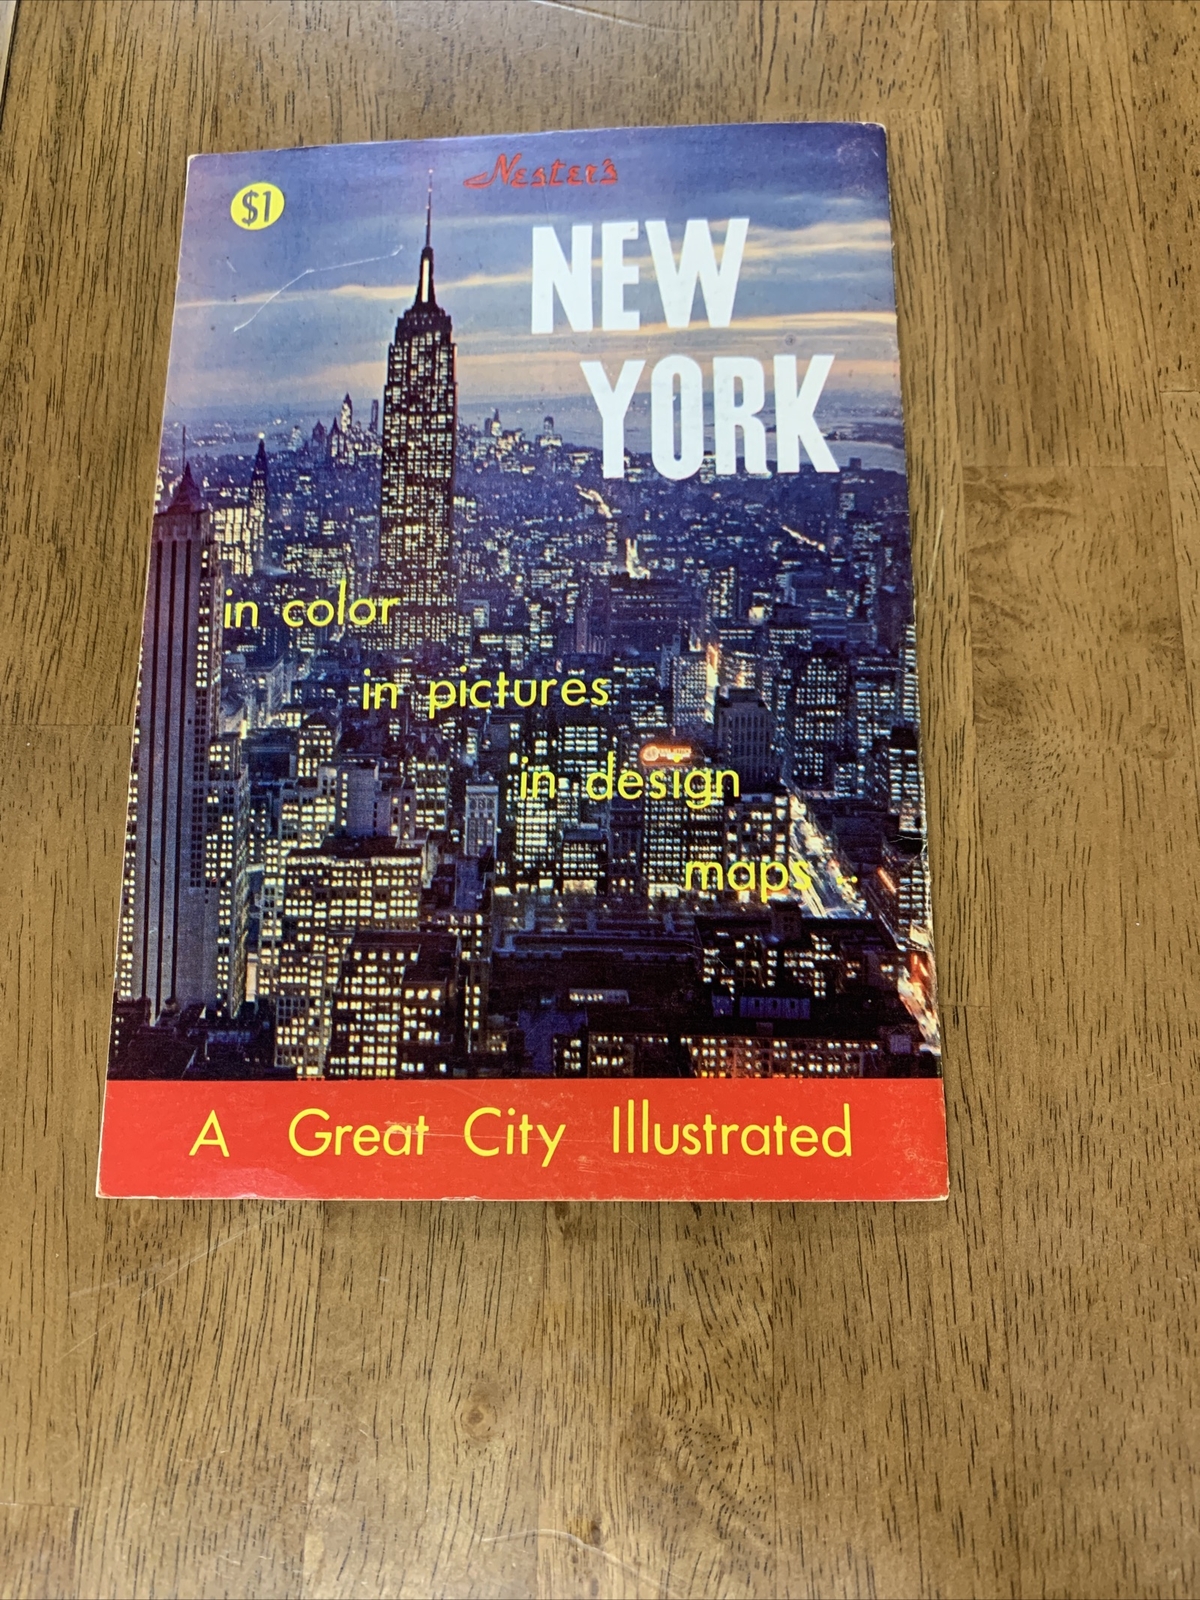 Nester's
$1
NEW
YORK
in color
in pictures
in design
maps
A Great City Illustrated